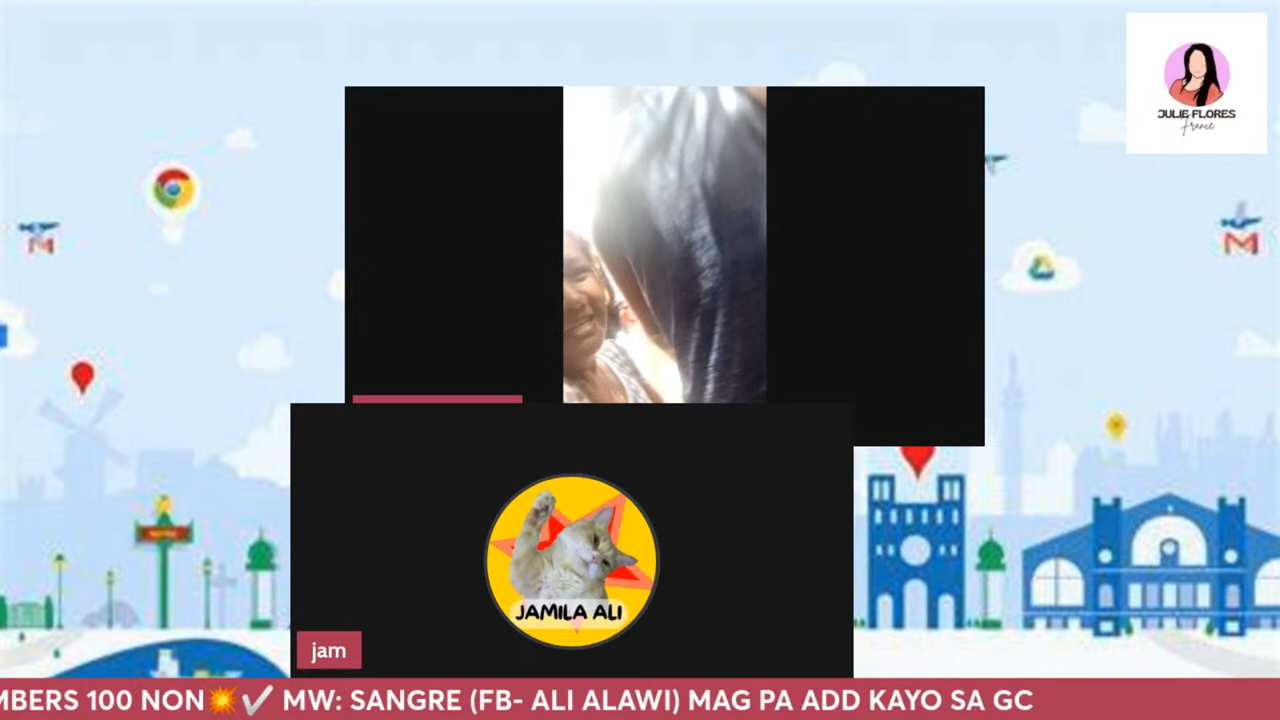 JULIE FLORES
France
JAMILA ALI
jam
MBERS 100 NON💥✔️ MW: SANGRE (FB- ALI ALAWI) MAG PA ADD KAYO SA GC